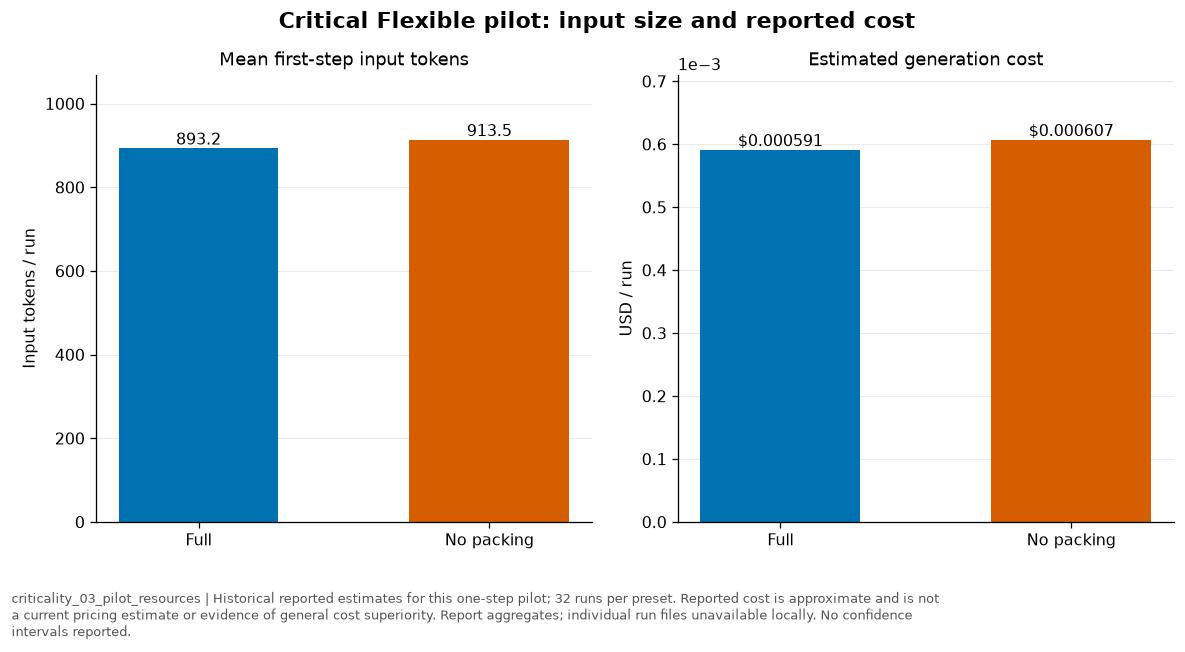 Critical Flexible pilot: input size and reported cost
Mean first-step input tokens
Input tokens / run
1000
800
600
400
200
0
893.2
913.5
Full
No packing
Estimated generation cost
1e−3
USD / run
0.7
0.6
0.5
0.4
0.3
0.2
0.1
0.0
$0.000591
$0.000607
Full
No packing
criticality_03_pilot_resources | Historical reported estimates for this one-step pilot; 32 runs per preset. Reported cost is approximate and is not
a current pricing estimate or evidence of general cost superiority. Report aggregates; individual run files unavailable locally. No confidence
intervals reported.